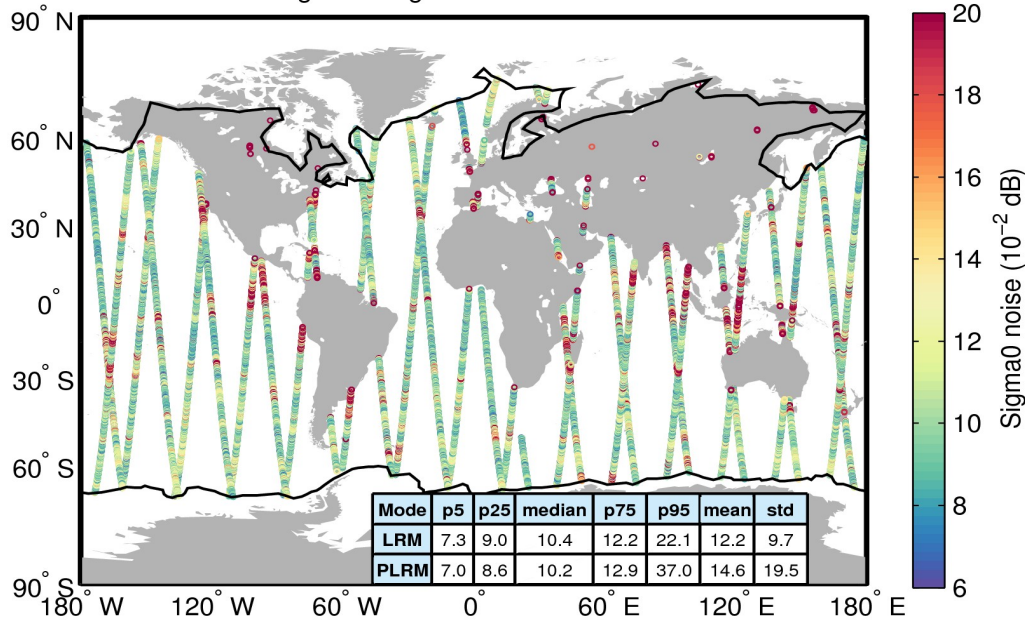 90° N
60° N
30° N
0°
30° S
60° S
90° S
180° W 120° W 60° W 0° 60° E 120° E 180° E
Mode p5 p25 median p75 p95 mean std
LRM 7.3 9.0 10.4 12.2 22.1 12.2 9.7
PLRM 7.0 8.6 10.2 12.9 37.0 14.6 19.5
20
18
16
14
12
10
8
6
Sigma0 noise (10⁻² dB)